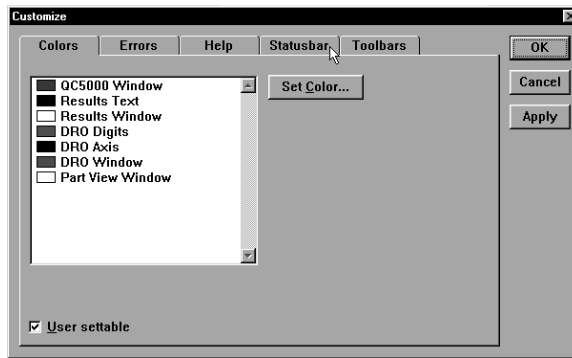 Customize
Colors Errors Help Statusbar Toolbars
OK
Cancel
Apply
QC5000 Window
Results Text
Results Window
DRO Digits
DRO Axis
DRO Window
Part View Window
Set Color...
User settable